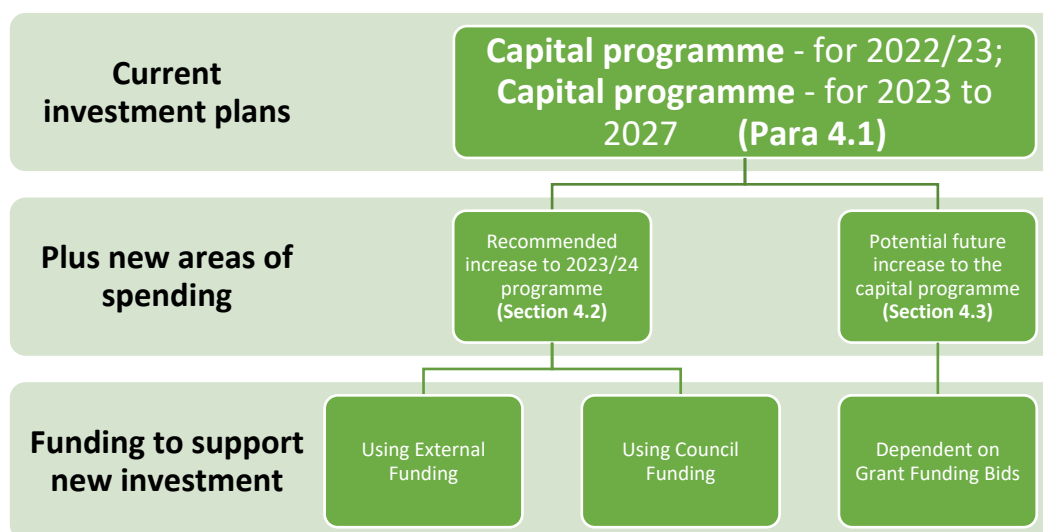 Current
investment plans
Capital programme - for 2022/23;
Capital programme - for 2023 to
2027 (Para 4.1)
Plus new areas of
spending
Recommended
increase to 2023/24
programme
(Section 4.2)
Potential future
increase to the
capital programme
(Section 4.3)
Funding to support
new investment
Using External
Funding
Using Council
Funding
Dependent on
Grant Funding Bids